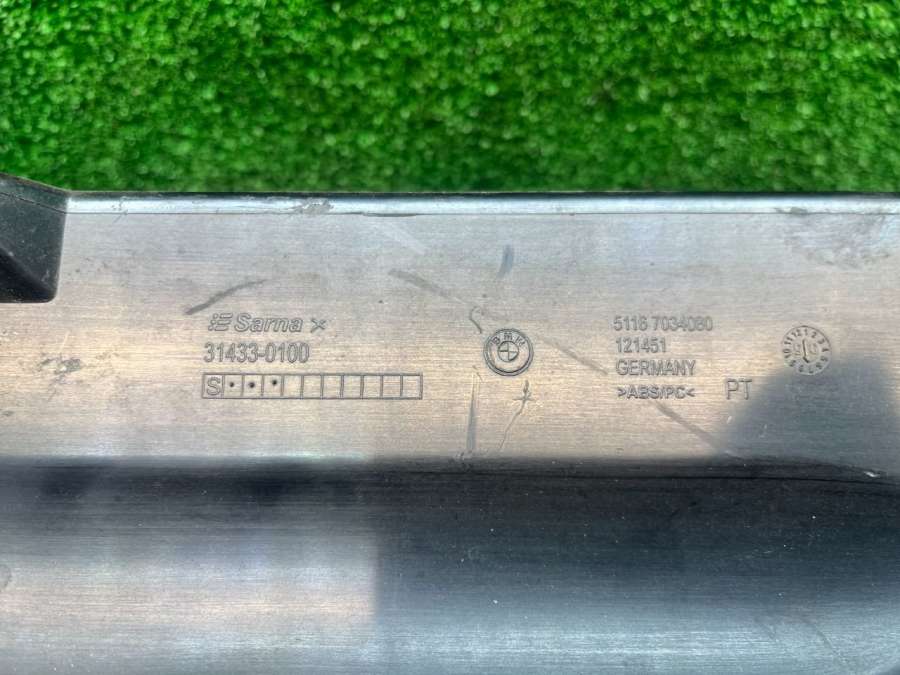 Sarna
31433-0100
S
BMW
5116 7034080
121451
GERMANY
>ABS/PC<
PT